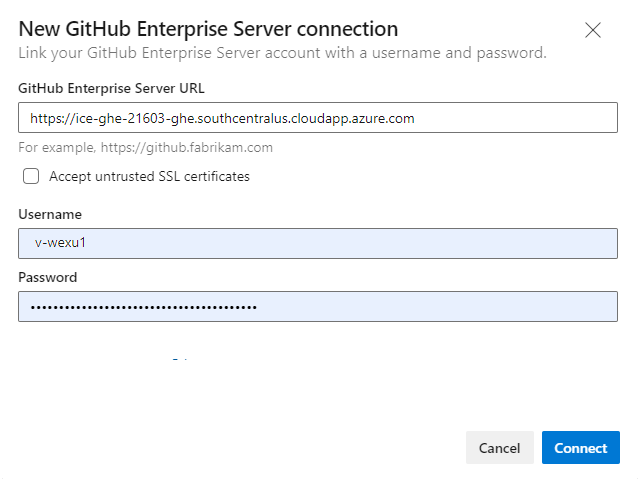 New GitHub Enterprise Server connection
Link your GitHub Enterprise Server account with a username and password.
GitHub Enterprise Server URL
https://ice-ghe-21603-ghe.southcentralus.cloudapp.azure.com
For example, https://github.fabrikam.com
Accept untrusted SSL certificates
Username
v-wexu1
Password
••••••••••••••••••••••••••••••••••••••••
Cancel
Connect